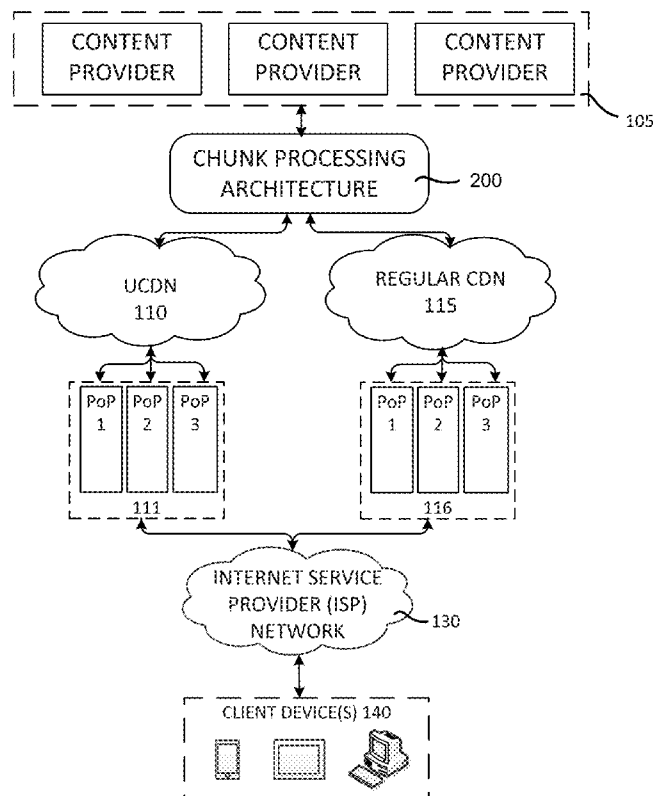 CONTENT PROVIDER
CONTENT PROVIDER
CONTENT PROVIDER
105
CHUNK PROCESSING
ARCHITECTURE
200
UCDN
110
REGULAR CDN
115
PoP
1
PoP
2
PoP
3
111
PoP
1
PoP
2
PoP
3
116
INTERNET SERVICE
PROVIDER (ISP)
NETWORK
130
CLIENT DEVICE(S) 140